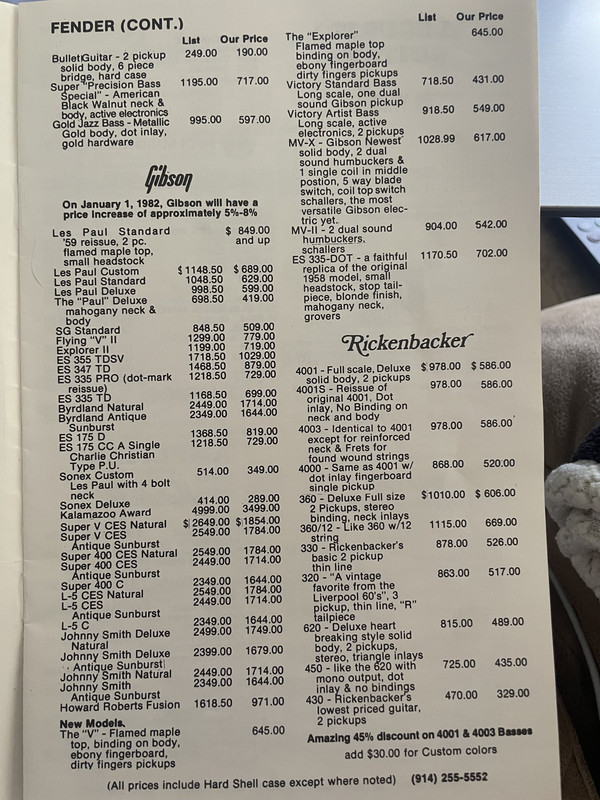 FENDER (CONT.)
List Our Price
BulletGuitar - 2 pickup 249.00 190.00
solid body, 6 piece
bridge, hard case
Super "Precision Bass 1195.00 717.00
Special" - American
Black Walnut neck &
body, active electronics
Gold Jazz Bass - Metallic 995.00 597.00
Gold body, dot inlay,
gold hardware
Gibson
On January 1, 1982, Gibson will have a
price increase of approximately 5%-8%
Les Paul Standard $ 849.00
'59 reissue, 2 pc. and up
flamed maple top,
small headstock
Les Paul Custom $1148.50 $ 689.00
Les Paul Standard 1048.50 629.00
Les Paul Deluxe 998.50 599.00
The "Paul" Deluxe 698.50 419.00
mahogany neck &
body
SG Standard 848.50 509.00
Flying "V" II 1299.00 779.00
Explorer II 1199.00 719.00
ES 355 TDSV 1718.50 1029.00
ES 347 TD 1468.50 879.00
ES 335 PRO (dot-mark 1218.50 729.00
reissue)
ES 335 TD 1168.50 699.00
Byrdland Natural 2449.00 1714.00
Byrdland Antique 2349.00 1644.00
Sunburst
ES 175 D 1368.50 819.00
ES 175 CC A Single 1218.50 729.00
Charlie Christian
Type P.U.
Sonex Custom 514.00 349.00
Les Paul with 4 bolt
neck
Sonex Deluxe 414.00 289.00
Kalamazoo Award 4999.00 3499.00
Super V CES Natural $2649.00 $1854.00
Super V CES 2549.00 1784.00
Antique Sunburst
Super 400 CES Natural 2549.00 1784.00
Super 400 CES 2449.00 1714.00
Antique Sunburst
Super 400 C 2349.00 1644.00
L-5 CES Natural 2549.00 1784.00
L-5 CES 2449.00 1714.00
Antique Sunburst
L-5 C 2349.00 1644.00
Johnny Smith Deluxe 2499.00 1749.00
Natural
Johnny Smith Deluxe 2399.00 1679.00
Antique Sunburst
Johnny Smith Natural 2449.00 1714.00
Johnny Smith 2349.00 1644.00
Antique Sunburst
Howard Roberts Fusion 1618.50 971.00
New Models.
The "V" - Flamed maple 645.00
top, binding on body,
ebony fingerboard,
dirty fingers pickups
List Our Price
The "Explorer" 645.00
Flamed maple top
binding on body,
ebony fingerboard
dirty fingers pickups
Victory Standard Bass 718.50 431.00
Long scale, one dual
sound Gibson pickup
Victory Artist Bass 918.50 549.00
Long scale, active
electronics, 2 pickups
MV-X - Gibson Newest 1028.99 617.00
solid body, 2 dual
sound humbuckers &
1 single coil in middle
postion, 5 way blade
switch, coil top switch
schallers, the most
versatile Gibson elec-
tric yet.
MV-II - 2 dual sound 904.00 542.00
humbuckers.
schallers
ES 335-DOT - a faithful 1170.50 702.00
replica of the original
1958 model, small
headstock, stop tail-
piece, blonde finish,
grovers
Rickenbacker
4001 - Full scale, Deluxe $978.00 $586.00
solid body, 2 pickups
4001S - Reissue of 978.00 586.00
original 4001, Dot
inlay, No Binding on
neck and body
4003 - Identical to 4001 978.00 586.00
except for reinforced
neck & Frets for
found wound strings
4000 - Same as 4001 w/ 868.00 520.00
dot inlay fingerboard
single pickup
360 - Deluxe Full size $1010.00 $ 606.00
2 Pickups, stereo
binding, neck inlays
360/12 - Like 360 w/12 1115.00 669.00
string
330 - Rickenbacker's 878.00 526.00
basic 2 pickup
thin line
320 - "A vintage 863.00 517.00
favorite from the
Liverpool 60's", 3
pickup, thin line, "R"
tailpiece
620 - Deluxe heart 815.00 489.00
breaking style solid
body, 2 pickups,
stereo, triangle inlays
450 - like the 620 with 725.00 435.00
mono output, dot
inlay & no bindings
430 - Rickenbacker's 470.00 329.00
lowest priced guitar,
2 pickups
Amazing 45% discount on 4001 & 4003 Basses
add $30.00 for Custom colors
(All prices include Hard Shell case except where noted) (914) 255-5552